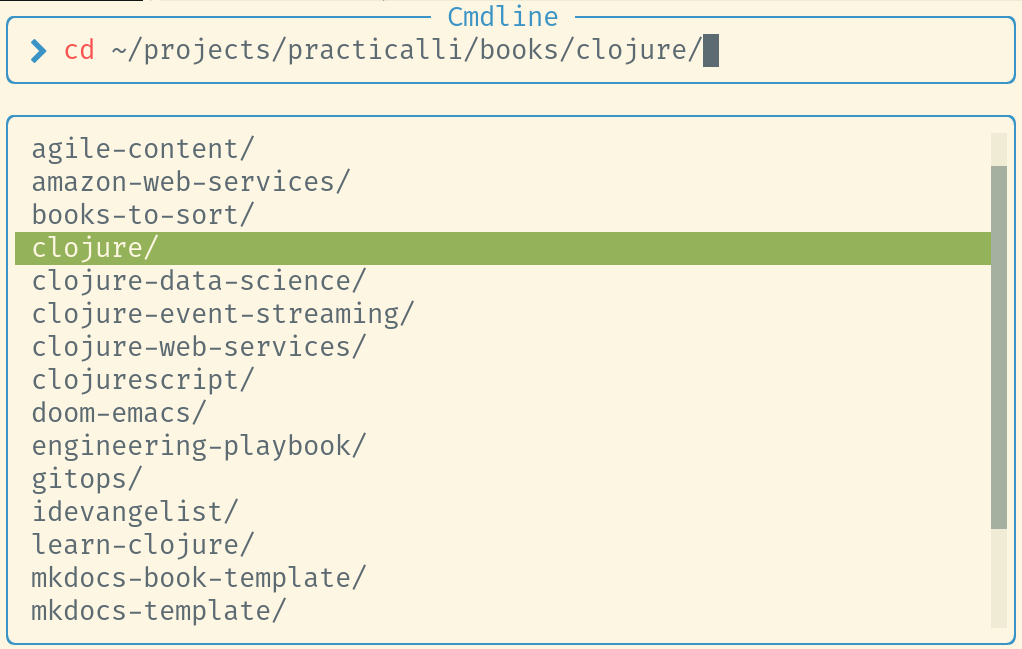 Cmdline
cd ~/projects/practicalli/books/clojure/
agile-content/
amazon-web-services/
books-to-sort/
clojure/
clojure-data-science/
clojure-event-streaming/
clojure-web-services/
clojurescript/
doom-emacs/
engineering-playbook/
gitops/
idevangelist/
learn-clojure/
mkdocs-book-template/
mkdocs-template/